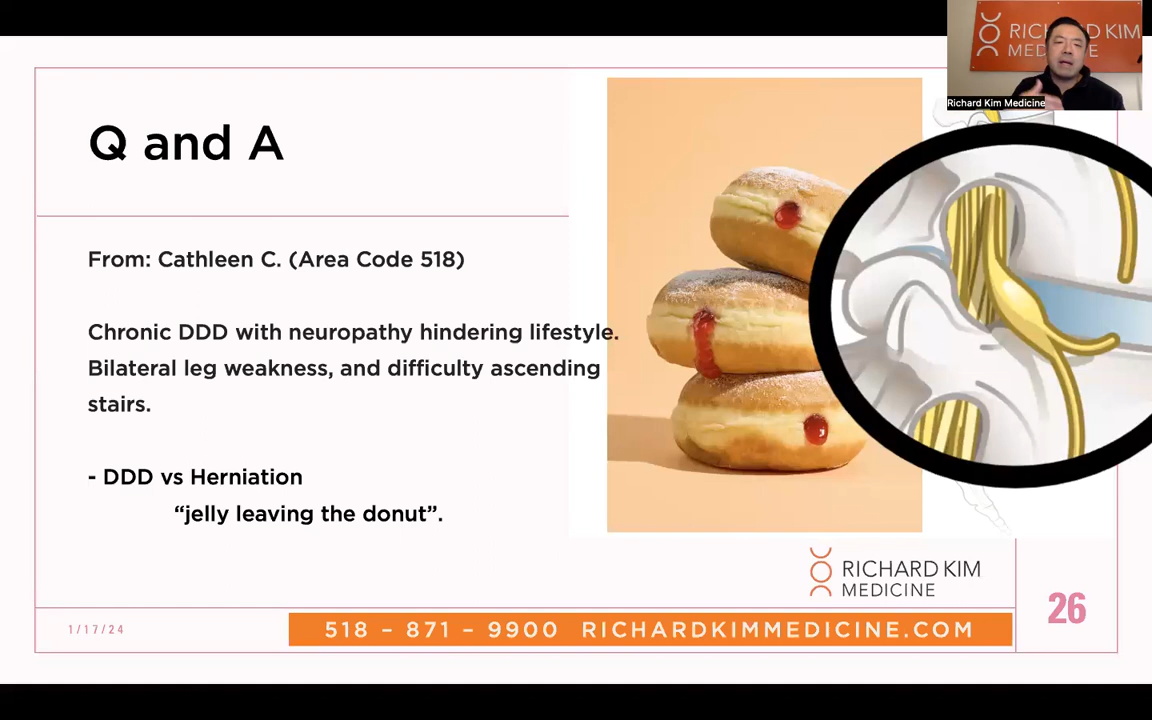 RICHARD KIM
MEDICINE
Richard Kim Medicine
Q and A
From: Cathleen C. (Area Code 518)
Chronic DDD with neuropathy hindering lifestyle.
Bilateral leg weakness, and difficulty ascending
stairs.
- DDD vs Herniation
“jelly leaving the donut”.
RICHARD KIM
MEDICINE
26
1/17/24
518 – 871 – 9900 RICHARDKIMMEDICINE.COM